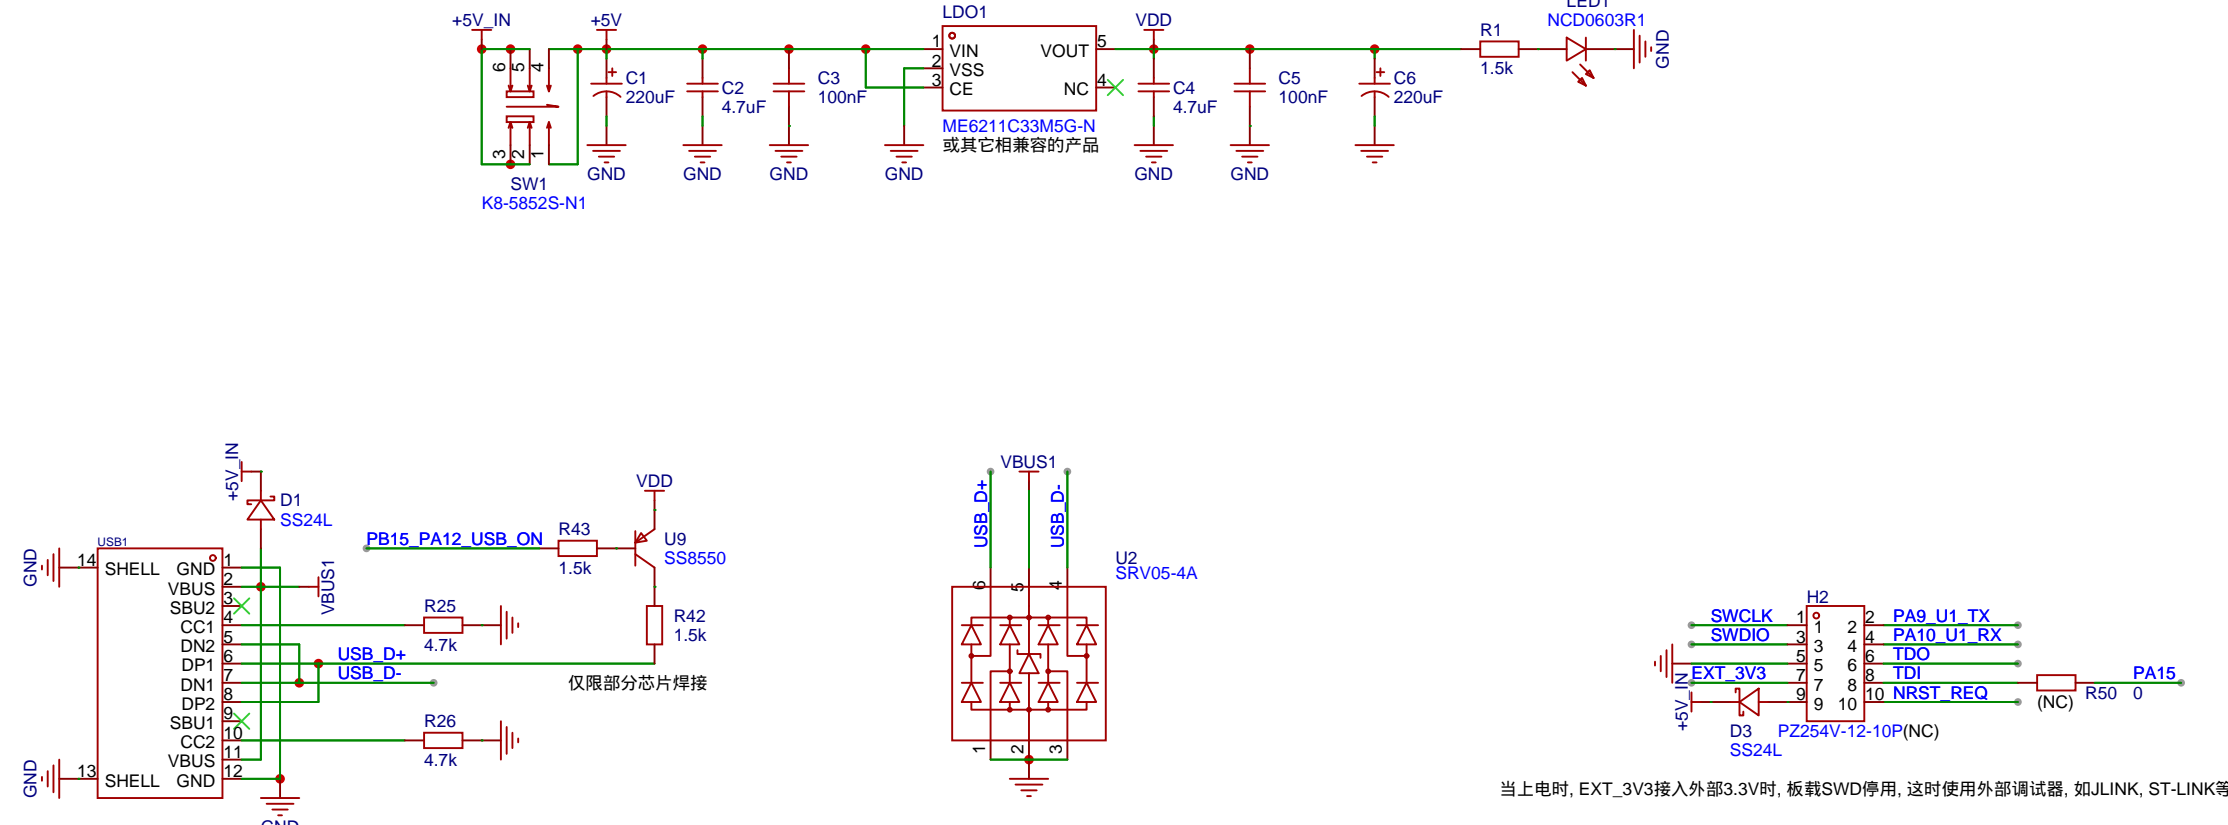 +5V_IN
+5V
LDO1
VDD
LED1
NCD0603R1
R1
1.5k
GND
6
5
4
3
2
1
SW1
K8-5852S-N1
C1
220uF
GND
C2
4.7uF
GND
C3
100nF
GND
1
2
3
VIN
VSS
CE
VOUT
NC
5
4
GND
ME6211C33M5G-N
或其它相兼容的产品
C4
4.7uF
GND
C5
100nF
GND
C6
220uF
+5V_IN
D1
SS24L
USB1
GND
14
SHELL
GND
1
VBUS
2
SBU2
3
CC1
4
DN2
5
DP1
6
DN1
7
DP2
8
SBU1
9
CC2
10
VBUS
11
GND
12
GND
13
SHELL
GND
VBUS1
USB_D+
USB_D-
R25
4.7k
R26
4.7k
PB15_PA12_USB_ON
R43
1.5k
VDD
U9
SS8550
R42
1.5k
仅限部分芯片焊接
VBUS1
USB_D+
USB_D-
6
5
4
U2
SRV05-4A
1
2
3
H2
SWCLK
1
1
2
2
PA9_U1_TX
SWDIO
3
3
4
4
PA10_U1_RX
5
5
6
6
TDO
EXT_3V3
7
7
8
8
TDI
PA15
+5V_IN
9
9
10
10
NRST_REQ
(NC)
R50
0
D3
SS24L
PZ254V-12-10P(NC)
当上电时, EXT_3V3接入外部3.3V时, 板载SWD停用, 这时使用外部调试器, 如JLINK, ST-LINK等